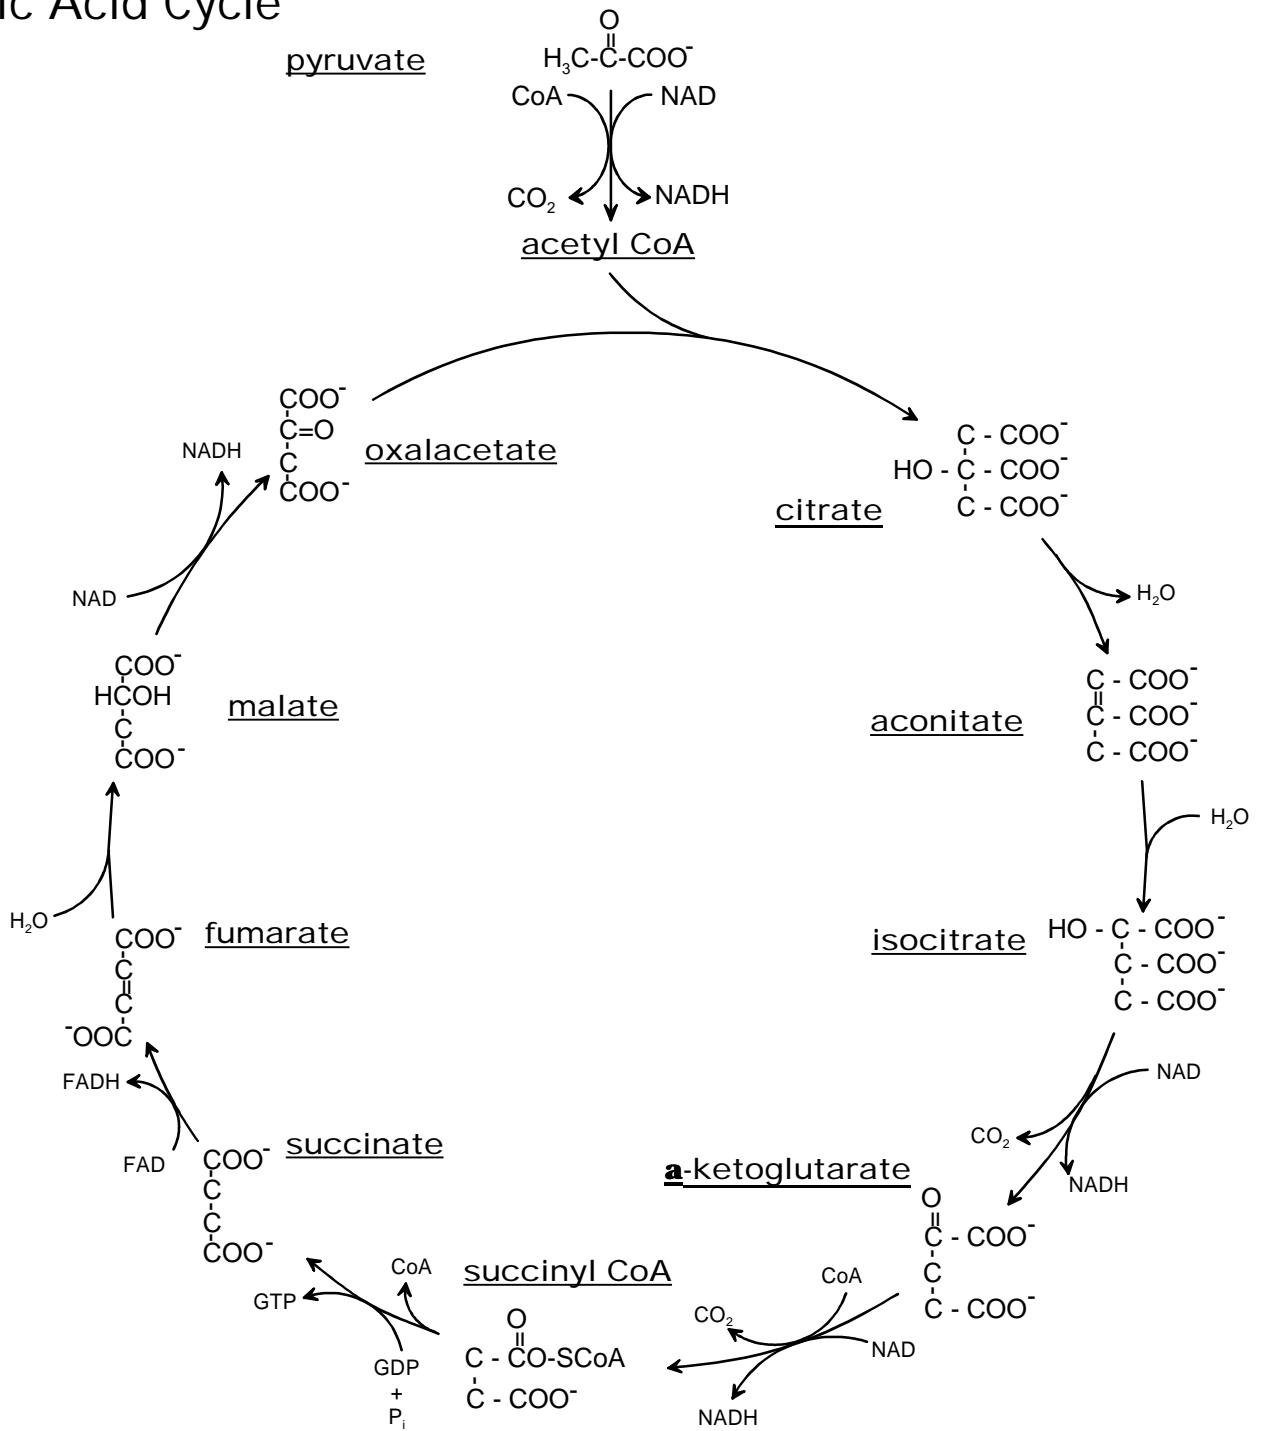 ic Acid Cycle
pyruvate
O
H₃C-C-COO⁻
CoA
NAD
CO₂
NADH
acetyl CoA
COO⁻
C=O
C
COO⁻
oxalacetate
NADH
NAD
C - COO⁻
HO - C - COO⁻
C - COO⁻
citrate
H₂O
COO⁻
HCOH
C
COO⁻
malate
C - COO⁻
C - COO⁻
C - COO⁻
aconitate
H₂O
H₂O
COO⁻
C
C
⁻OOC
fumarate
HO - C - COO⁻
C - COO⁻
C - COO⁻
isocitrate
NAD
CO₂
NADH
FADH
FAD
COO⁻
C
C
COO⁻
succinate
a-ketoglutarate
O
C - COO⁻
C
C - COO⁻
CoA
GTP
GDP
+
Pᵢ
succinyl CoA
O
C - CO-SCoA
C - COO⁻
CoA
CO₂
NAD
NADH